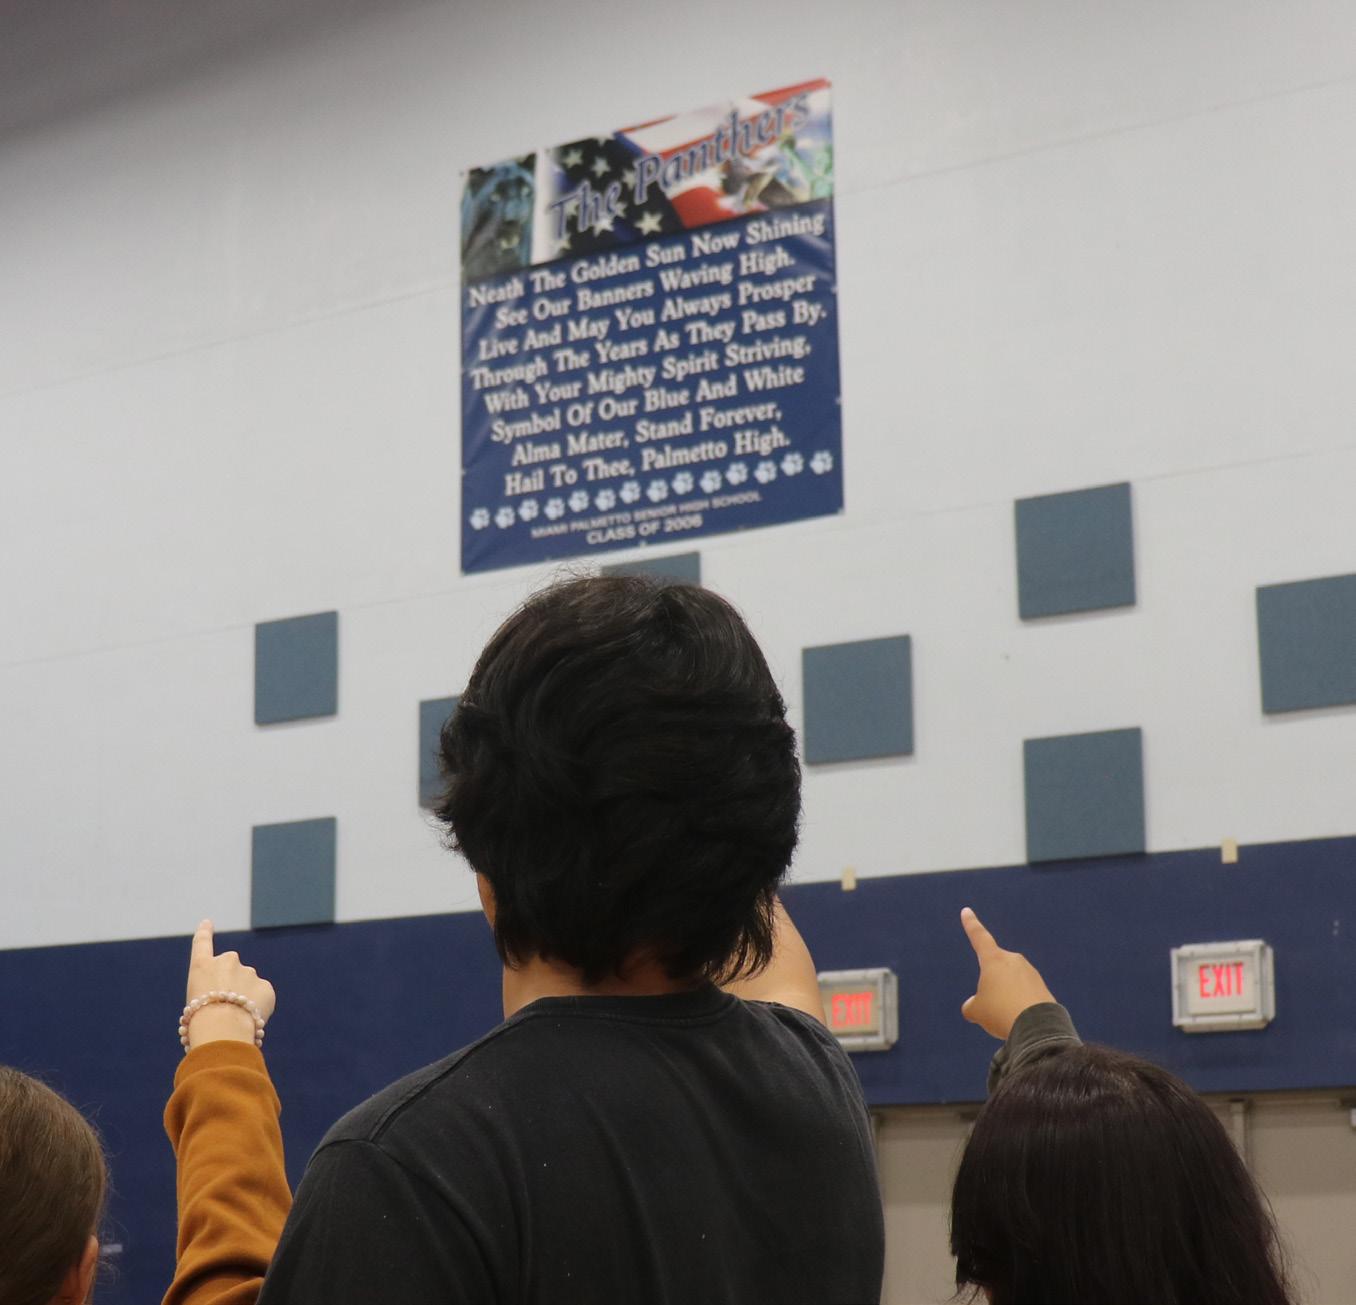 The Panthers
Neath The Golden Sun Now Shining
See Our Banners Waving High.
Live And May You Always Prosper
Through The Years As They Pass By.
With Your Mighty Spirit Striving,
Symbol Of Our Blue And White
Alma Mater, Stand Forever,
Hail To Thee, Palmetto High.
MIAMI PALMETTO SENIOR HIGH SCHOOL
CLASS OF 2006
EXIT
EXIT